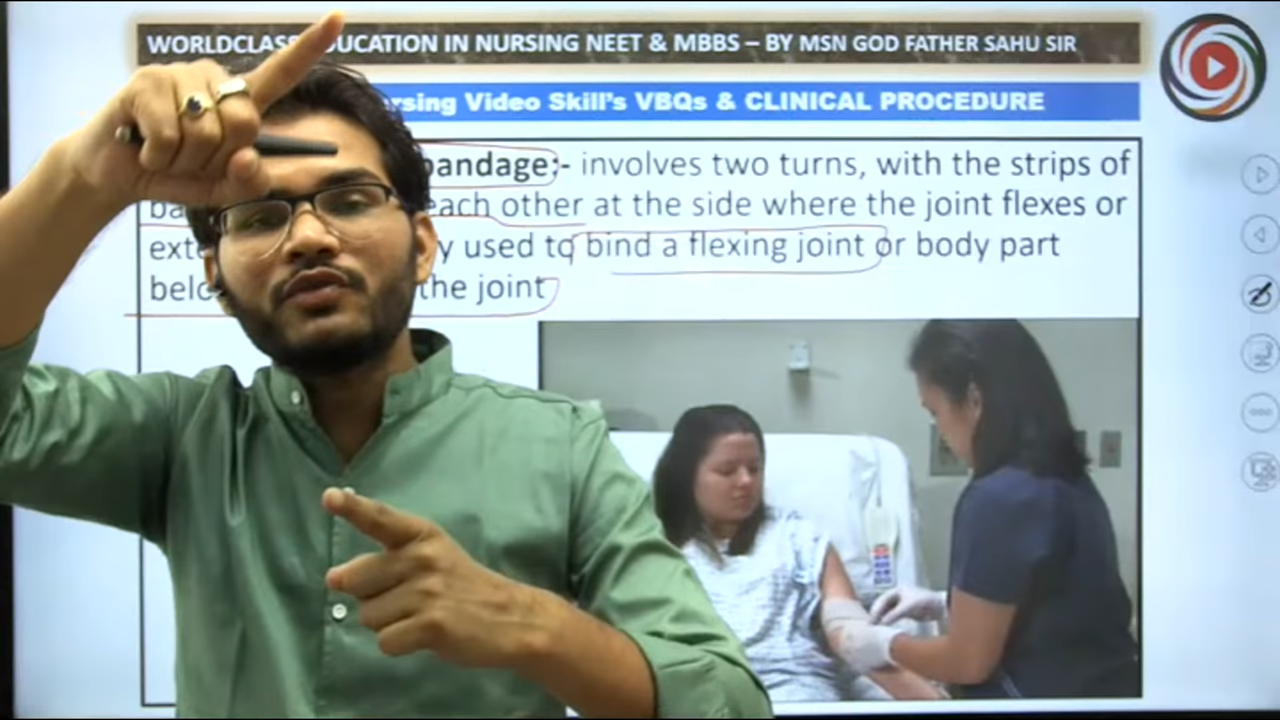 WORLDCLASS EDUCATION IN NURSING NEET & MBBS – BY MSN GOD FATHER SAHU SIR
Video Skill's VBQs & CLINICAL PROCEDURE
bandage:- involves two turns, with the strips of
each other at the side where the joint flexes or
used to bind a flexing joint or body part
the joint